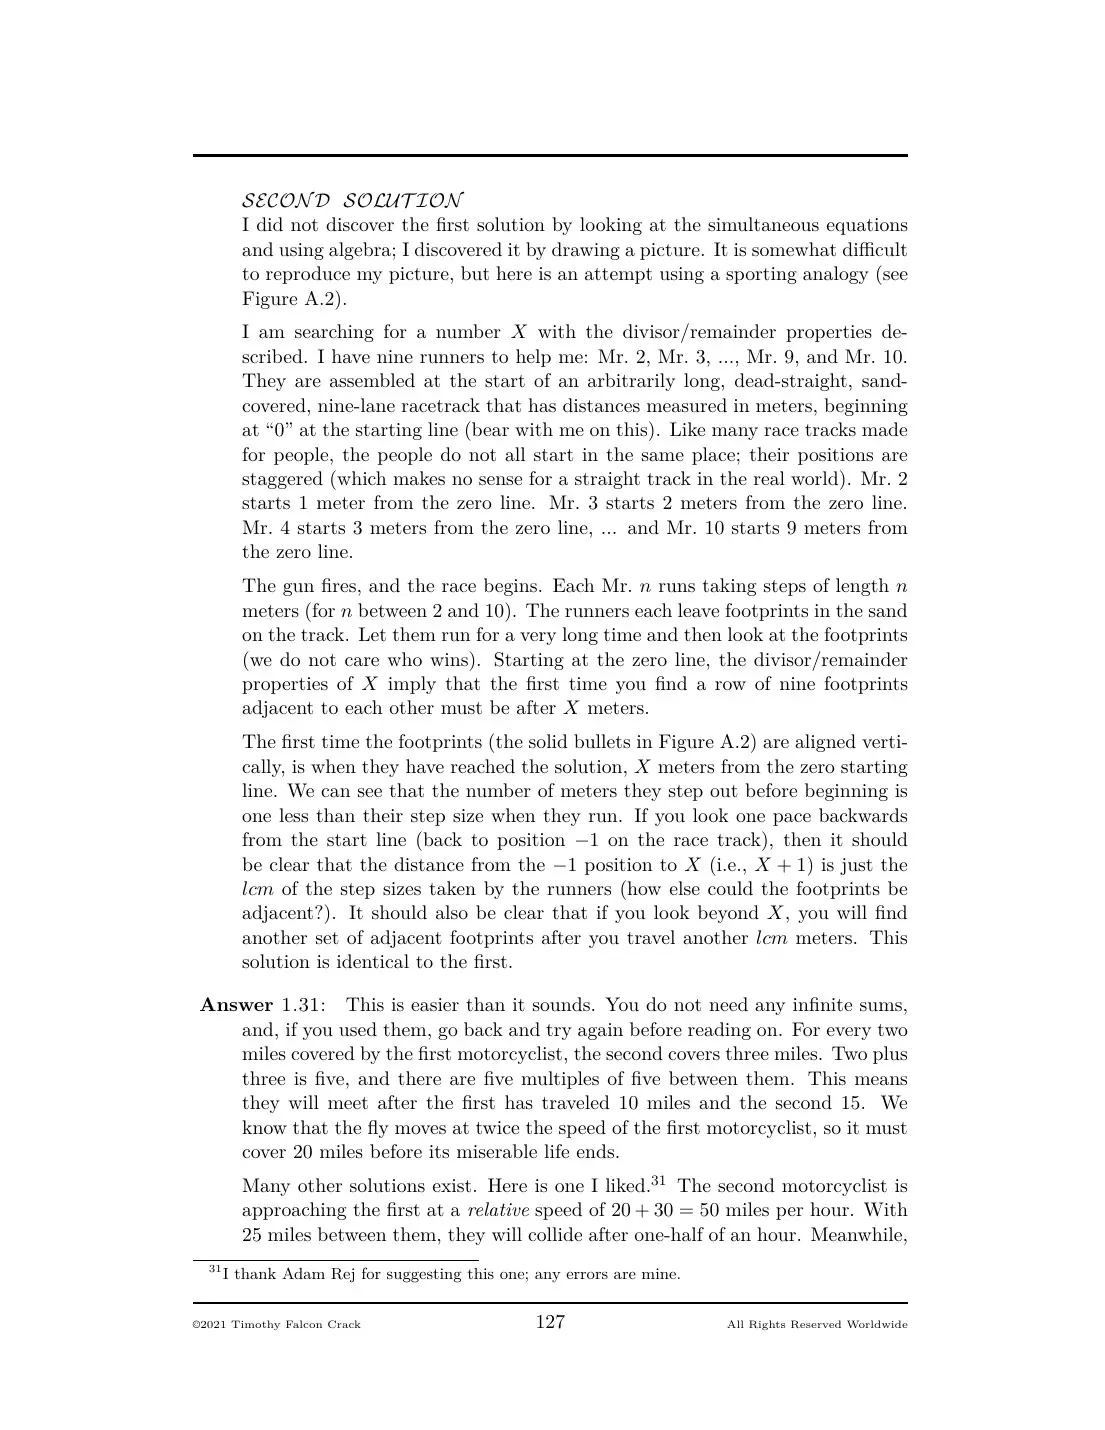 SECOND SOLUTION
I did not discover the first solution by looking at the simultaneous equations
and using algebra; I discovered it by drawing a picture. It is somewhat difficult
to reproduce my picture, but here is an attempt using a sporting analogy (see
Figure A.2).
I am searching for a number X with the divisor/remainder properties de-
scribed. I have nine runners to help me: Mr. 2, Mr. 3, ..., Mr. 9, and Mr. 10.
They are assembled at the start of an arbitrarily long, dead-straight, sand-
covered, nine-lane racetrack that has distances measured in meters, beginning
at “0” at the starting line (bear with me on this). Like many race tracks made
for people, the people do not all start in the same place; their positions are
staggered (which makes no sense for a straight track in the real world). Mr. 2
starts 1 meter from the zero line. Mr. 3 starts 2 meters from the zero line.
Mr. 4 starts 3 meters from the zero line, ... and Mr. 10 starts 9 meters from
the zero line.
The gun fires, and the race begins. Each Mr. n runs taking steps of length n
meters (for n between 2 and 10). The runners each leave footprints in the sand
on the track. Let them run for a very long time and then look at the footprints
(we do not care who wins). Starting at the zero line, the divisor/remainder
properties of X imply that the first time you find a row of nine footprints
adjacent to each other must be after X meters.
The first time the footprints (the solid bullets in Figure A.2) are aligned verti-
cally, is when they have reached the solution, X meters from the zero starting
line. We can see that the number of meters they step out before beginning is
one less than their step size when they run. If you look one pace backwards
from the start line (back to position −1 on the race track), then it should
be clear that the distance from the −1 position to X (i.e., X + 1) is just the
lcm of the step sizes taken by the runners (how else could the footprints be
adjacent?). It should also be clear that if you look beyond X, you will find
another set of adjacent footprints after you travel another lcm meters. This
solution is identical to the first.
Answer 1.31: This is easier than it sounds. You do not need any infinite sums,
and, if you used them, go back and try again before reading on. For every two
miles covered by the first motorcyclist, the second covers three miles. Two plus
three is five, and there are five multiples of five between them. This means
they will meet after the first has traveled 10 miles and the second 15. We
know that the fly moves at twice the speed of the first motorcyclist, so it must
cover 20 miles before its miserable life ends.
Many other solutions exist. Here is one I liked.31 The second motorcyclist is
approaching the first at a relative speed of 20 + 30 = 50 miles per hour. With
25 miles between them, they will collide after one-half of an hour. Meanwhile,
31I thank Adam Rej for suggesting this one; any errors are mine.
©2021 Timothy Falcon Crack 127 All Rights Reserved Worldwide